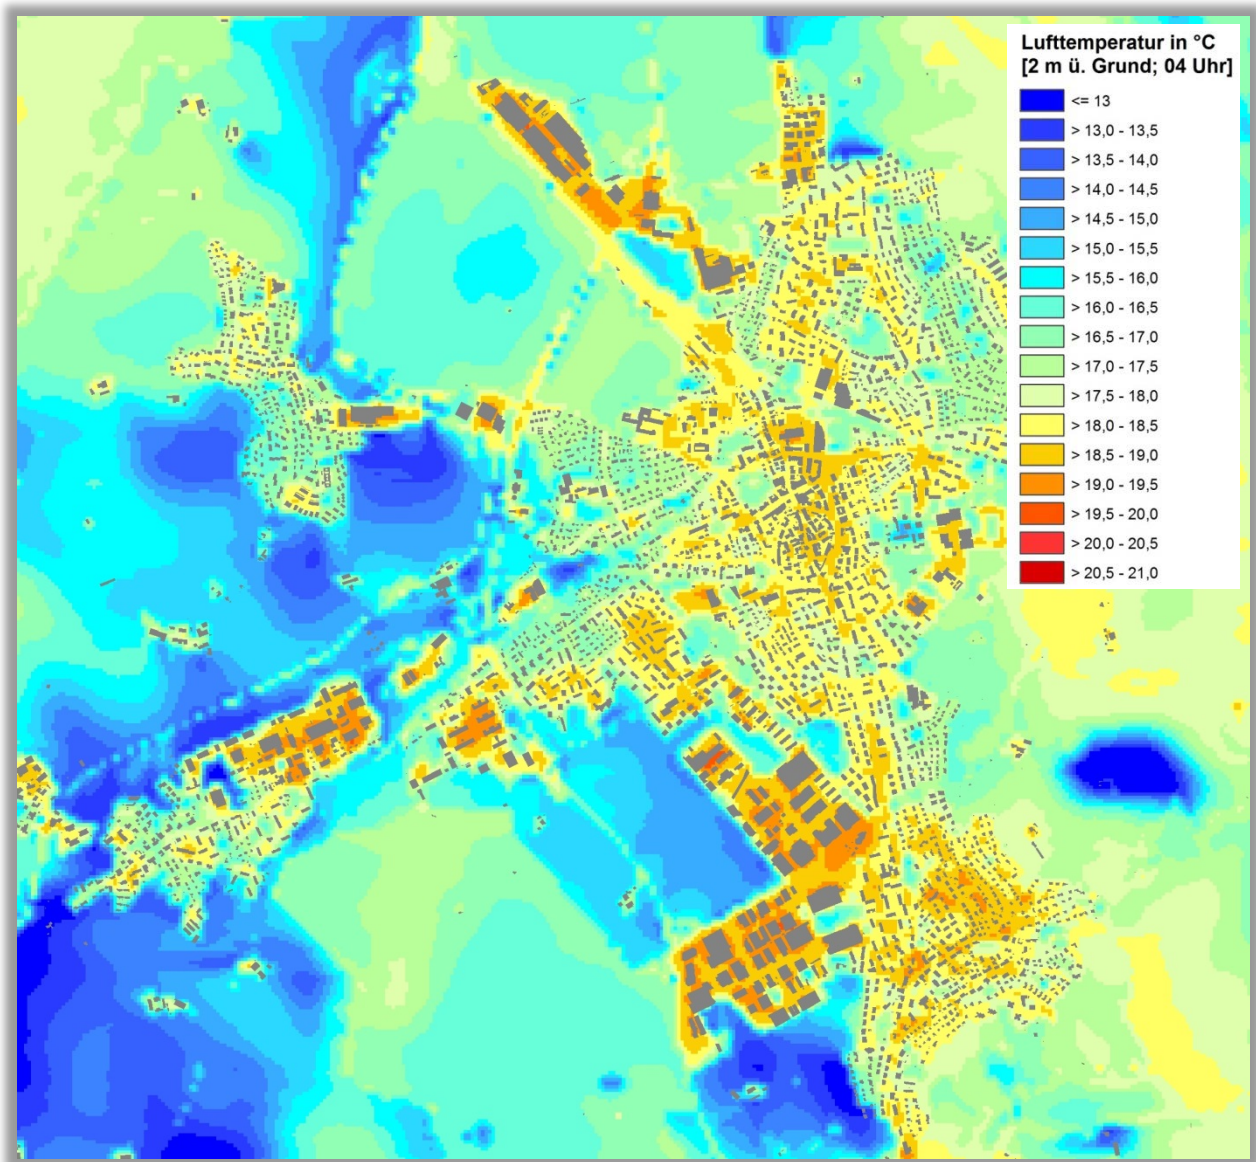 Lufttemperatur in °C
[2 m ü. Grund; 04 Uhr]
<= 13
> 13,0 - 13,5
> 13,5 - 14,0
> 14,0 - 14,5
> 14,5 - 15,0
> 15,0 - 15,5
> 15,5 - 16,0
> 16,0 - 16,5
> 16,5 - 17,0
> 17,0 - 17,5
> 17,5 - 18,0
> 18,0 - 18,5
> 18,5 - 19,0
> 19,0 - 19,5
> 19,5 - 20,0
> 20,0 - 20,5
> 20,5 - 21,0